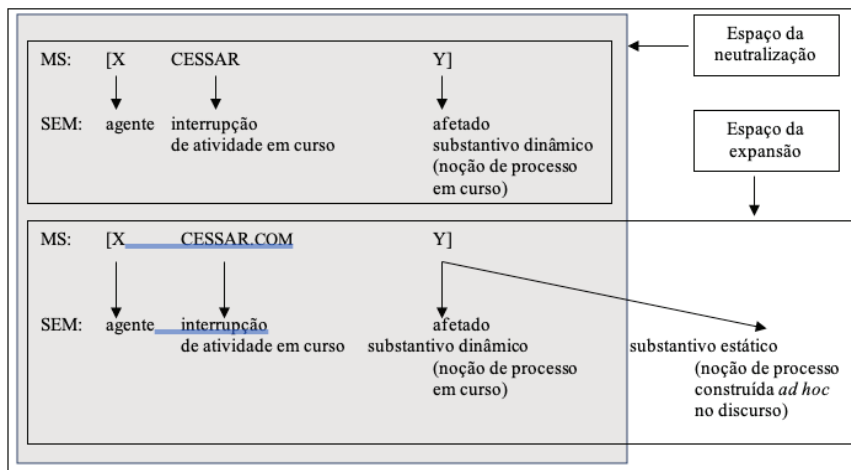 Espaço da
neutralização
MS: [X CESSAR Y]
SEM: agente interrupção afetado
de atividade em curso substantivo dinâmico
(noção de processo
em curso)
Espaço da
expansão
MS: [X CESSAR.COM Y]
SEM: agente interrupção afetado
de atividade em curso substantivo dinâmico substantivo estático
(noção de processo (noção de processo
em curso) construída ad hoc
no discurso)